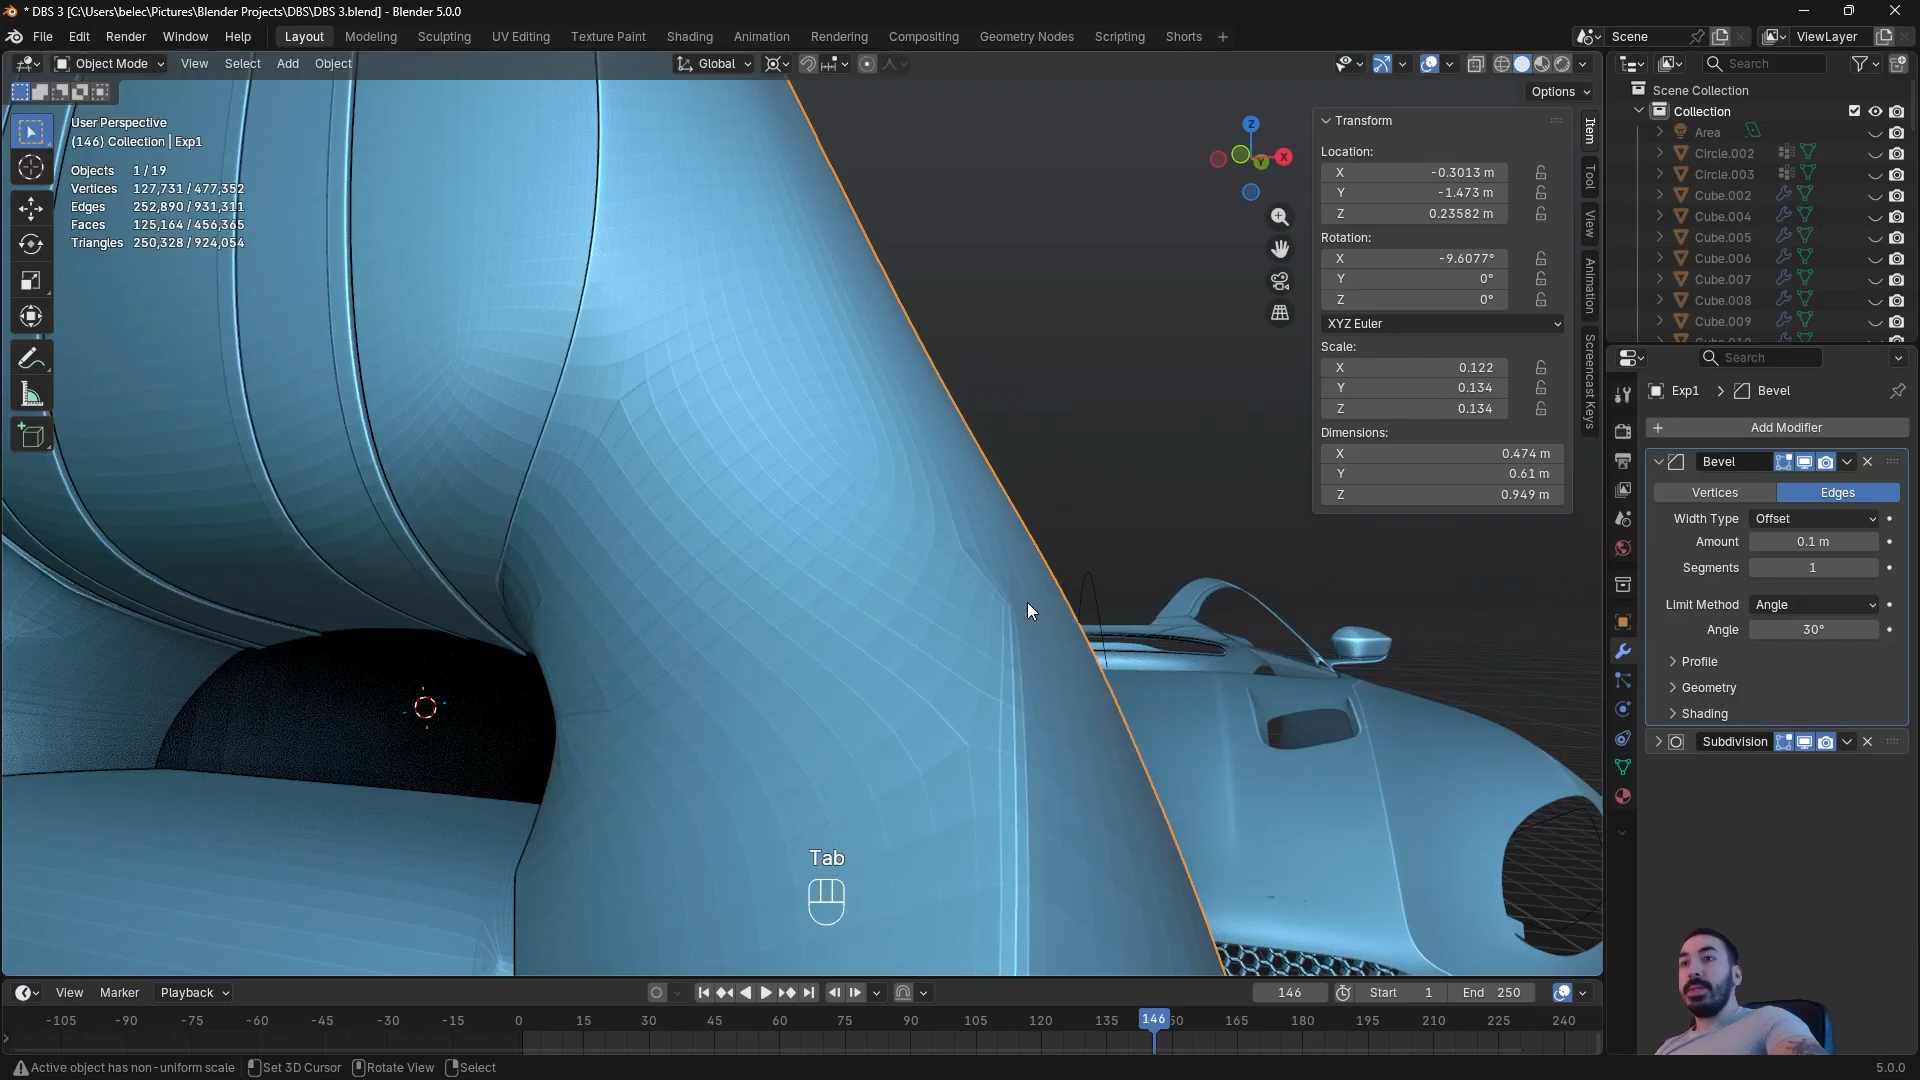 * DBS 3 [C:\Users\belec\Pictures\Blender Projects\DBS\DBS 3.blend] - Blender 5.0.0
File Edit Render Window Help Layout Modeling Sculpting UV Editing Texture Paint Shading Animation Rendering Compositing Geometry Nodes Scripting Shorts + Scene ViewLayer
Object Mode View Select Add Object Global Search
Options
User Perspective
(146) Collection | Exp1
Objects 1 / 19
Vertices 127,731 / 477,352
Edges 252,890 / 931,311
Faces 125,164 / 456,365
Triangles 250,328 / 924,054
Z
X
Y
Transform
Location:
X -0.3013 m
Y -1.473 m
Z 0.23582 m
Rotation:
X -9.6077°
Y 0°
Z 0°
XYZ Euler
Scale:
X 0.122
Y 0.134
Z 0.134
Dimensions:
X 0.474 m
Y 0.61 m
Z 0.949 m
Item
Tool
View
Animation
Screencast Keys
Scene Collection
Collection
Area
Circle.002
Circle.003
Cube.002
Cube.004
Cube.005
Cube.006
Cube.007
Cube.008
Cube.009
Search
Exp1 > Bevel
+ Add Modifier
Bevel
Vertices Edges
Width Type Offset
Amount 0.1 m
Segments 1
Limit Method Angle
Angle 30°
Profile
Geometry
Shading
Subdivision
Tab
View Marker Playback 146 Start 1 End 250
-105 -90 -75 -60 -45 -30 -15 0 15 30 45 60 75 90 105 120 135 146 165 180 195 210 225 240
Active object has non-uniform scale Set 3D Cursor Rotate View Select 5.0.0